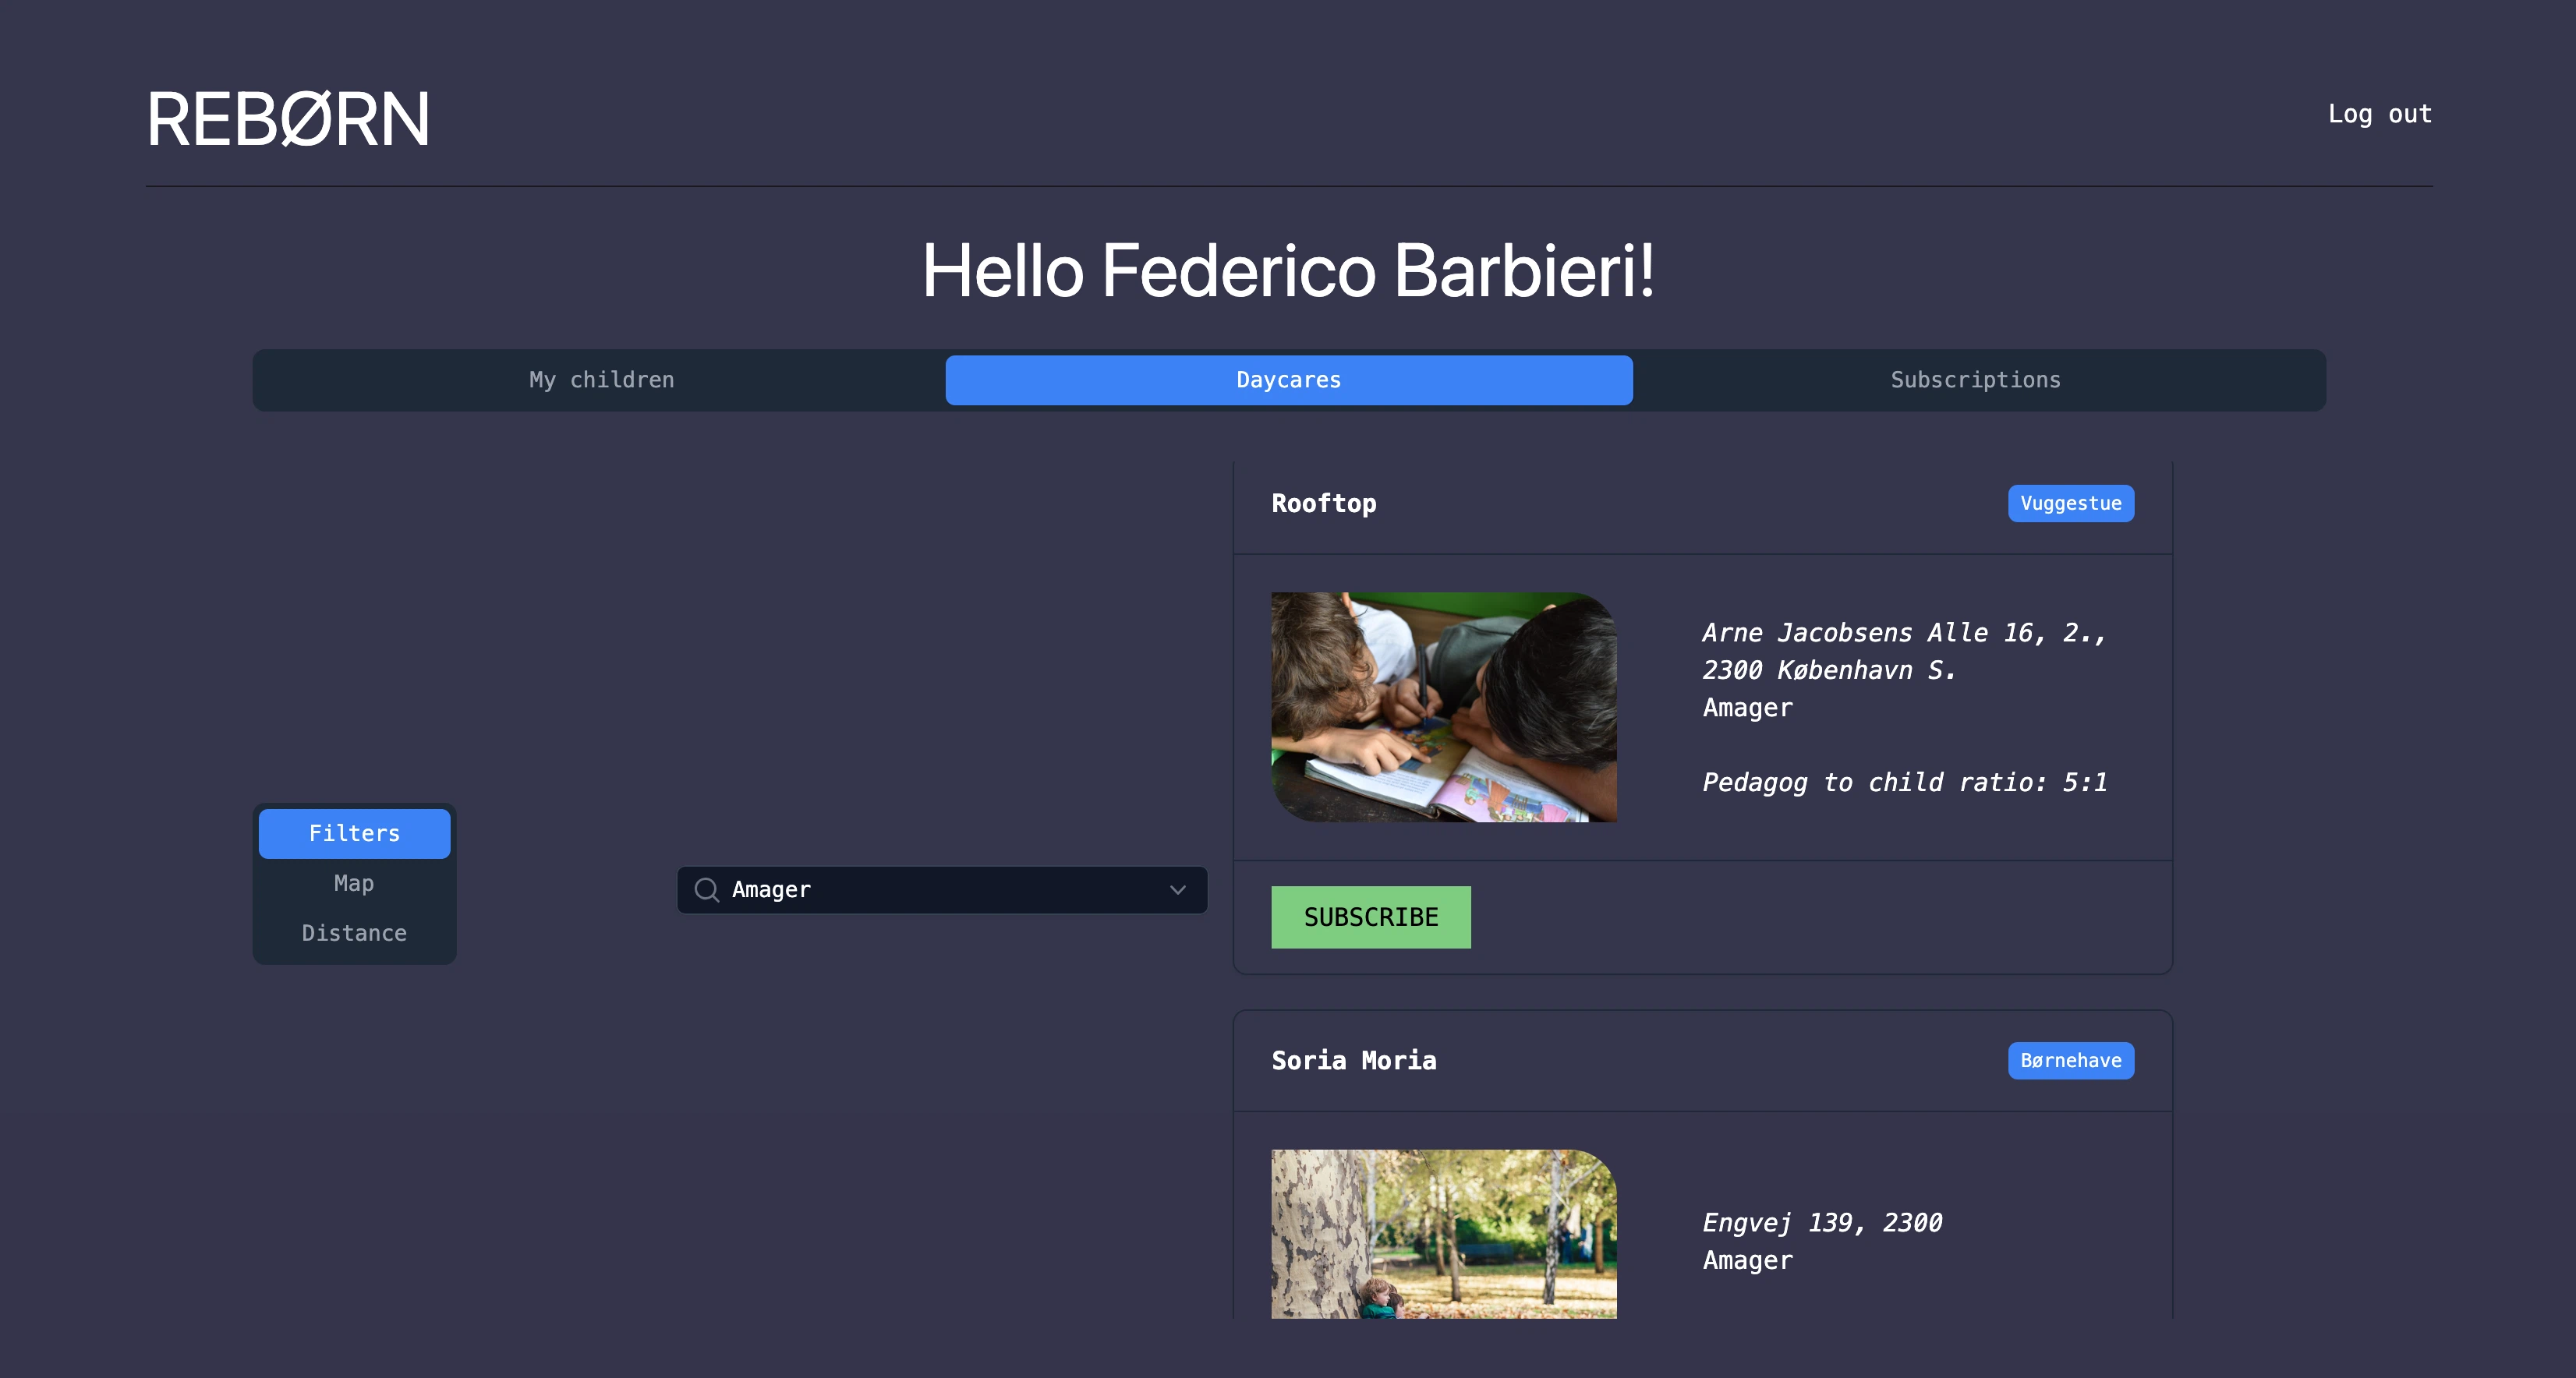 REBØRN
Log out
Hello Federico Barbieri!
My children
Daycares
Subscriptions
Filters
Map
Distance
Amager
Rooftop
Vuggestue
Arne Jacobsens Alle 16, 2.,
2300 København S.
Amager
Pedagog to child ratio: 5:1
SUBSCRIBE
Soria Moria
Børnehave
Engvej 139, 2300
Amager